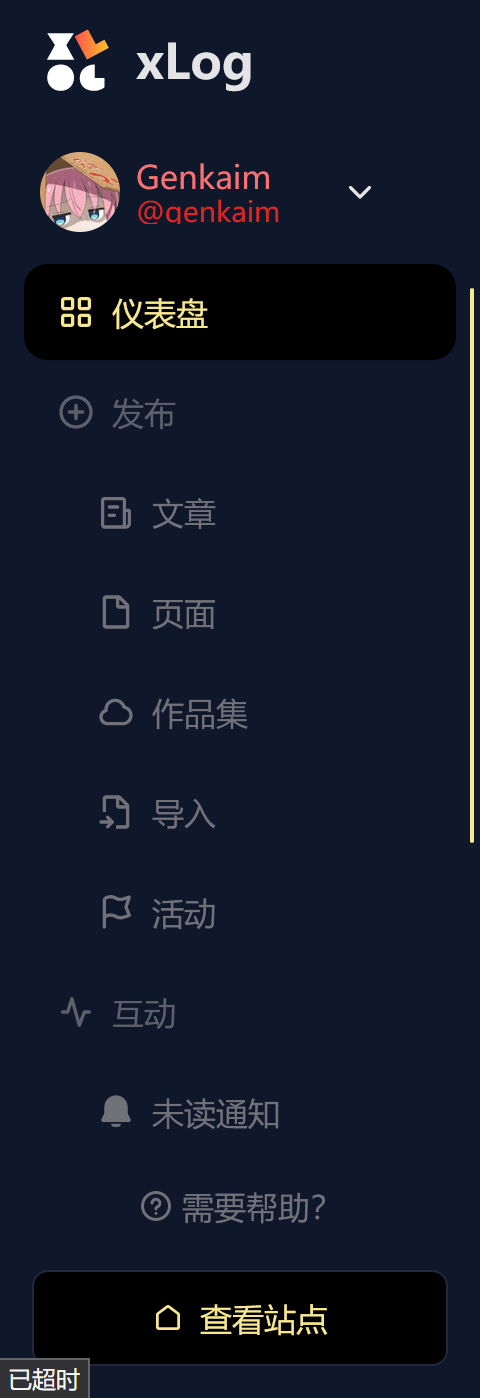 xLog
Genkaim
@genkaim
仪表盘
发布
文章
页面
作品集
导入
活动
互动
未读通知
需要帮助?
查看站点
已超时